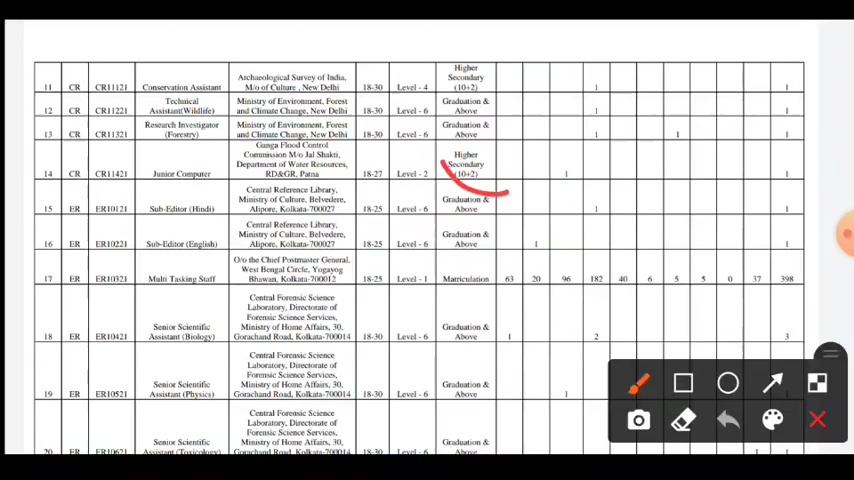 11 CR CR11121 Conservation Assistant Archaeological Survey of India, M/o of Culture , New Delhi 18-30 Level - 4 Higher Secondary (10+2) 1 1
12 CR CR11221 Technical Assistant(Wildlife) Ministry of Environment, Forest and Climate Change, New Delhi 18-30 Level - 6 Graduation & Above 1 1
13 CR CR11321 Research Investigator (Forestry) Ministry of Environment, Forest and Climate Change, New Delhi 18-30 Level - 6 Graduation & Above 1 1 1
14 CR CR11421 Junior Computer Ganga Flood Control Commission M/o Jal Shakti, Department of Water Resources, RD&GR, Patna 18-27 Level - 2 Higher Secondary (10+2) 1 1
15 ER ER10121 Sub-Editor (Hindi) Central Reference Library, Ministry of Culture, Belvedere, Alipore, Kolkata-700027 18-25 Level - 6 Graduation & Above 1 1
16 ER ER10221 Sub-Editor (English) Central Reference Library, Ministry of Culture, Belvedere, Alipore, Kolkata-700027 18-25 Level - 6 Graduation & Above 1 1
17 ER ER10321 Multi Tasking Staff O/o the Chief Postmaster General, West Bengal Circle, Yogayog Bhawan, Kolkata-700012 18-25 Level - 1 Matriculation 63 20 96 182 40 6 5 5 0 37 398
18 ER ER10421 Senior Scientific Assistant (Biology) Central Forensic Science Laboratory, Directorate of Forensic Science Services, Ministry of Home Affairs, 30, Gorachand Road, Kolkata-700014 18-30 Level - 6 Graduation & Above 1 2 3
19 ER ER10521 Senior Scientific Assistant (Physics) Central Forensic Science Laboratory, Directorate of Forensic Science Services, Ministry of Home Affairs, 30, Gorachand Road, Kolkata-700014 18-30 Level - 6 Graduation & Above 1
20 ER ER10621 Senior Scientific Assistant (Toxicology) Central Forensic Science Laboratory, Directorate of Forensic Science Services, Ministry of Home Affairs, 30, Gorachand Road, Kolkata-700014 18-30 Level - 6 Graduation & Above 1 1